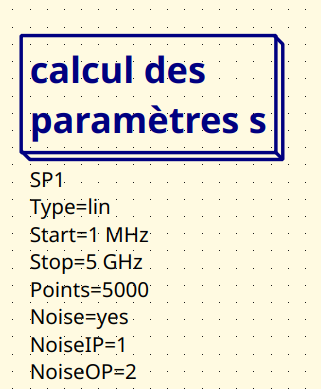 calcul des
paramètres s
SP1
Type=lin
Start=1 MHz
Stop=5 GHz
Points=5000
Noise=yes
NoiseIP=1
NoiseOP=2